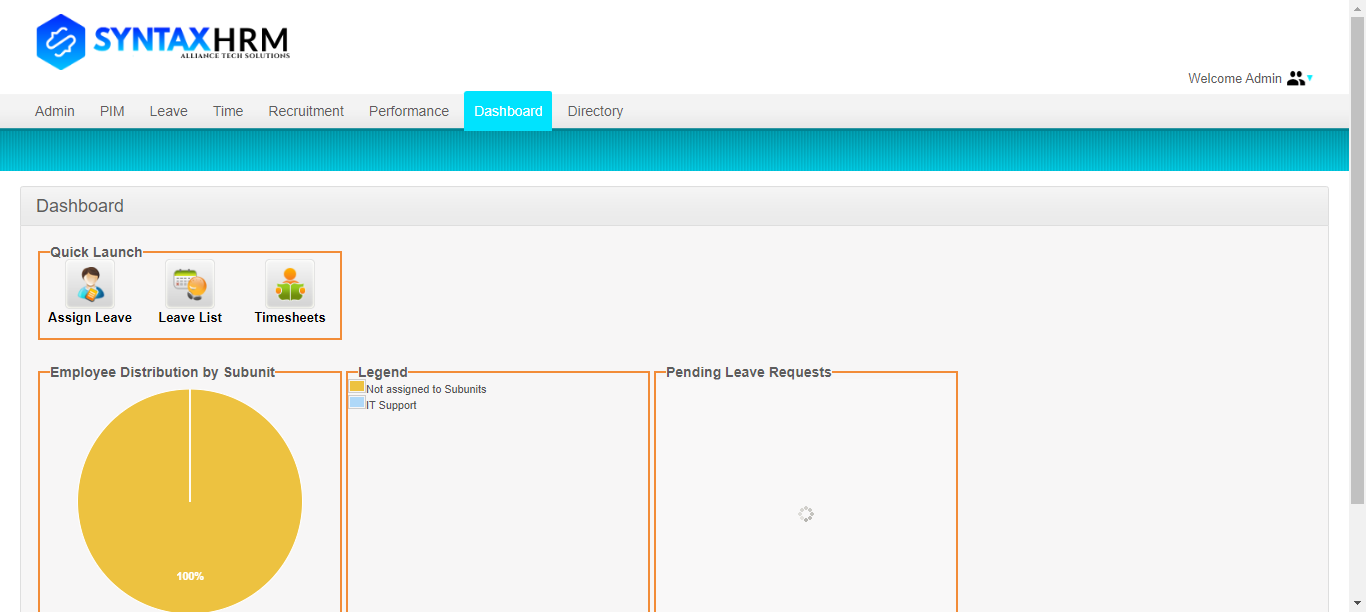 SYNTAXHRM
ALLIANCE TECH SOLUTIONS
Welcome Admin
Admin PIM Leave Time Recruitment Performance Dashboard Directory
Dashboard
Quick Launch
Assign Leave Leave List Timesheets
Employee Distribution by Subunit
100%
Legend
Not assigned to Subunits
IT Support
Pending Leave Requests